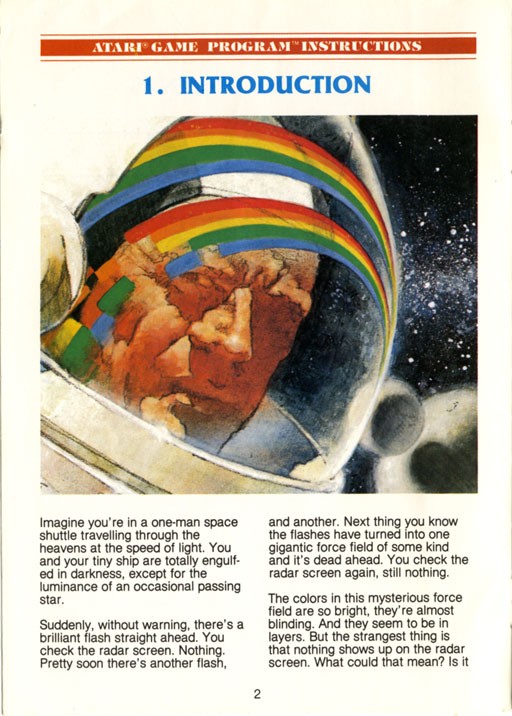 ATARI® GAME PROGRAM™ INSTRUCTIONS
1. INTRODUCTION
Imagine you're in a one-man space
shuttle travelling through the
heavens at the speed of light. You
and your tiny ship are totally engulf-
ed in darkness, except for the
luminance of an occasional passing
star.
Suddenly, without warning, there's a
brilliant flash straight ahead. You
check the radar screen. Nothing.
Pretty soon there's another flash,
and another. Next thing you know
the flashes have turned into one
gigantic force field of some kind
and it's dead ahead. You check the
radar screen again, still nothing.
The colors in this mysterious force
field are so bright, they're almost
blinding. And they seem to be in
layers. But the strangest thing is
that nothing shows up on the radar
screen. What could that mean? Is it
2